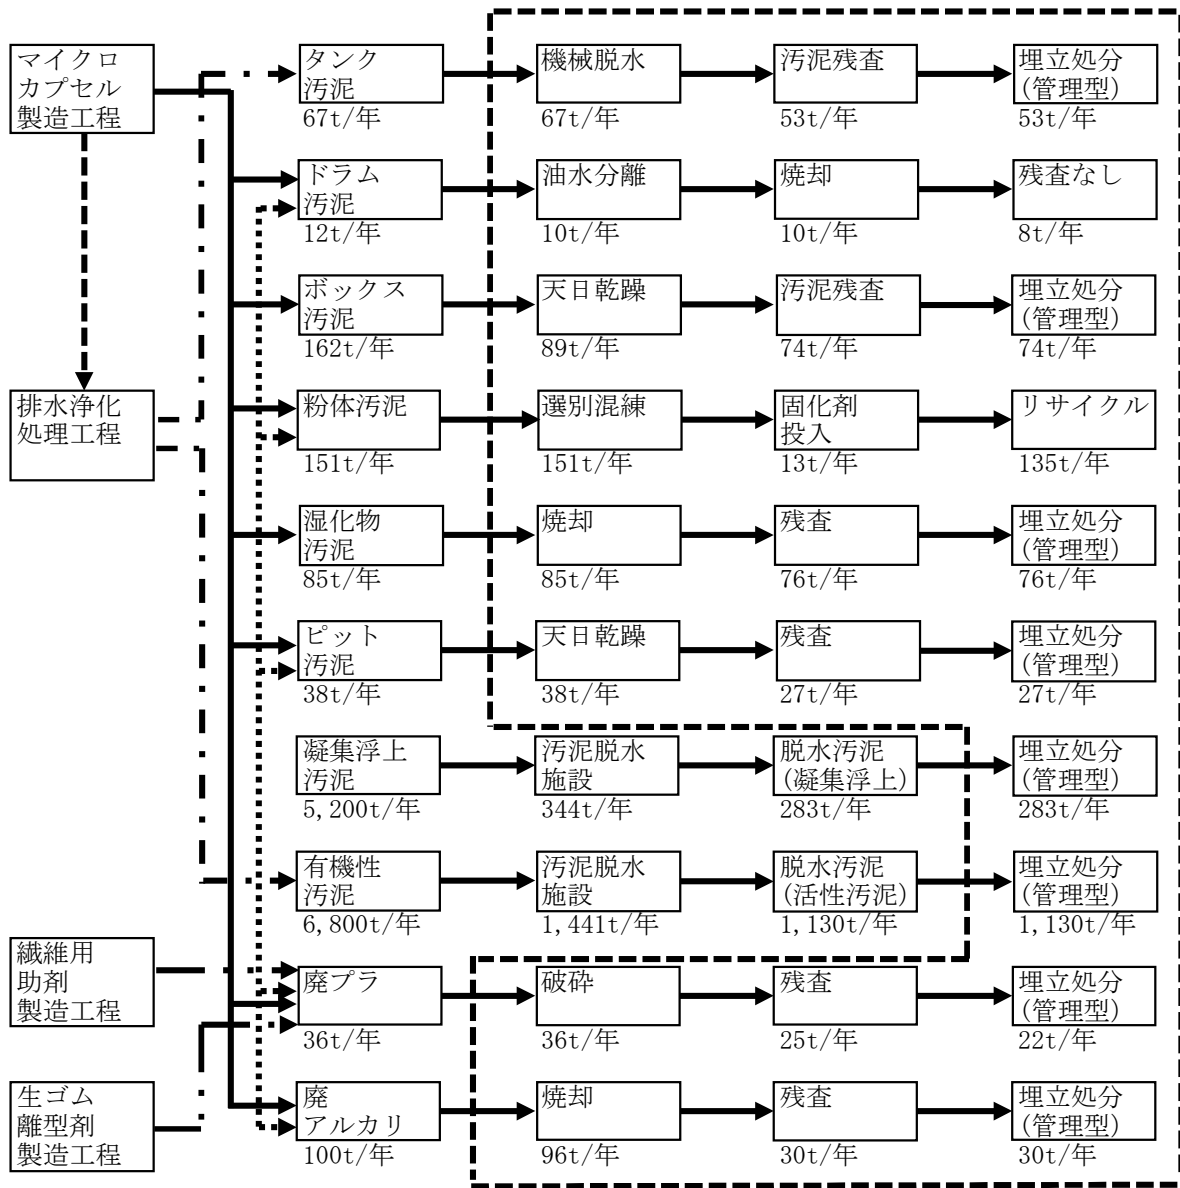 マイクロ
カプセル
製造工程
タンク
汚泥
67t/年
機械脱水
67t/年
汚泥残査
53t/年
埋立処分
(管理型)
53t/年
ドラム
汚泥
12t/年
油水分離
10t/年
焼却
10t/年
残査なし
8t/年
ボックス
汚泥
162t/年
天日乾躁
89t/年
汚泥残査
74t/年
埋立処分
(管理型)
74t/年
排水浄化
処理工程
粉体汚泥
151t/年
選別混練
151t/年
固化剤
投入
13t/年
リサイクル
135t/年
湿化物
汚泥
85t/年
焼却
85t/年
残査
76t/年
埋立処分
(管理型)
76t/年
ピット
汚泥
38t/年
天日乾躁
38t/年
残査
27t/年
埋立処分
(管理型)
27t/年
凝集浮上
汚泥
5,200t/年
汚泥脱水
施設
344t/年
脱水汚泥
(凝集浮上)
283t/年
埋立処分
(管理型)
283t/年
有機性
汚泥
6,800t/年
汚泥脱水
施設
1,441t/年
脱水汚泥
(活性汚泥)
1,130t/年
埋立処分
(管理型)
1,130t/年
繊維用
助剤
製造工程
廃プラ
36t/年
破砕
36t/年
残査
25t/年
埋立処分
(管理型)
22t/年
生ゴム
離型剤
製造工程
廃
アルカリ
100t/年
焼却
96t/年
残査
30t/年
埋立処分
(管理型)
30t/年